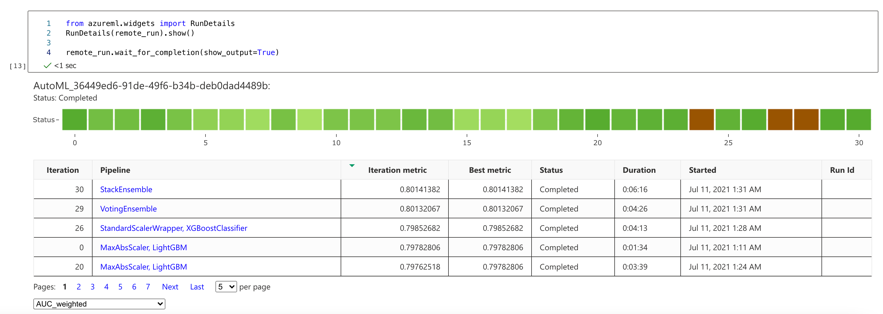 1 from azureml.widgets import RunDetails
2 RunDetails(remote_run).show()
3
4 remote_run.wait_for_completion(show_output=True)
[13] <1 sec
AutoML_36449ed6-91de-49f6-b34b-deb0dad4489b:
Status: Completed
Status
0 5 10 15 20 25 30
Iteration Pipeline Iteration metric Best metric Status Duration Started Run Id
30 StackEnsemble 0.80141382 0.80141382 Completed 0:06:16 Jul 11, 2021 1:31 AM
29 VotingEnsemble 0.80132067 0.80132067 Completed 0:04:26 Jul 11, 2021 1:31 AM
26 StandardScalerWrapper, XGBoostClassifier 0.79852682 0.79852682 Completed 0:04:13 Jul 11, 2021 1:28 AM
0 MaxAbsScaler, LightGBM 0.79782806 0.79782806 Completed 0:01:34 Jul 11, 2021 1:11 AM
20 MaxAbsScaler, LightGBM 0.79762518 0.79782806 Completed 0:03:39 Jul 11, 2021 1:24 AM
Pages: 1 2 3 4 5 6 7 Next Last 5 per page
AUC_weighted